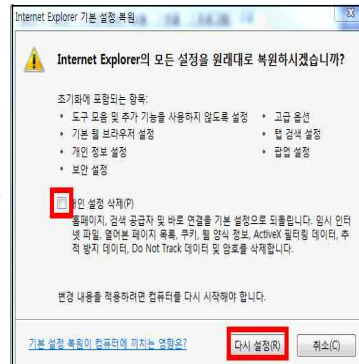 Internet Explorer 기본 설정 복원
Internet Explorer의 모든 설정을 원래대로 복원하시겠습니까?
초기화에 포함되는 항목:
• 도구 모음 및 추가 기능을 사용하지 않도록 설정 • 고급 옵션
• 기본 웹 브라우저 설정 • 탭 검색 설정
• 개인 정보 설정 • 팝업 설정
• 보안 설정
개인 설정 삭제(P)
홈페이지, 검색 공급자 및 바로 연결을 기본 설정으로 되돌립니다. 임시 인터
넷 파일, 열어본 페이지 목록, 쿠키, 웹 양식 정보, ActiveX 필터링 데이터, 추
적 방지 데이터, Do Not Track 데이터 및 암호를 삭제합니다.
변경 내용을 적용하려면 컴퓨터를 다시 시작해야 합니다.
기본 설정 복원이 컴퓨터에 끼치는 영향은?
다시 설정(R) 취소(C)